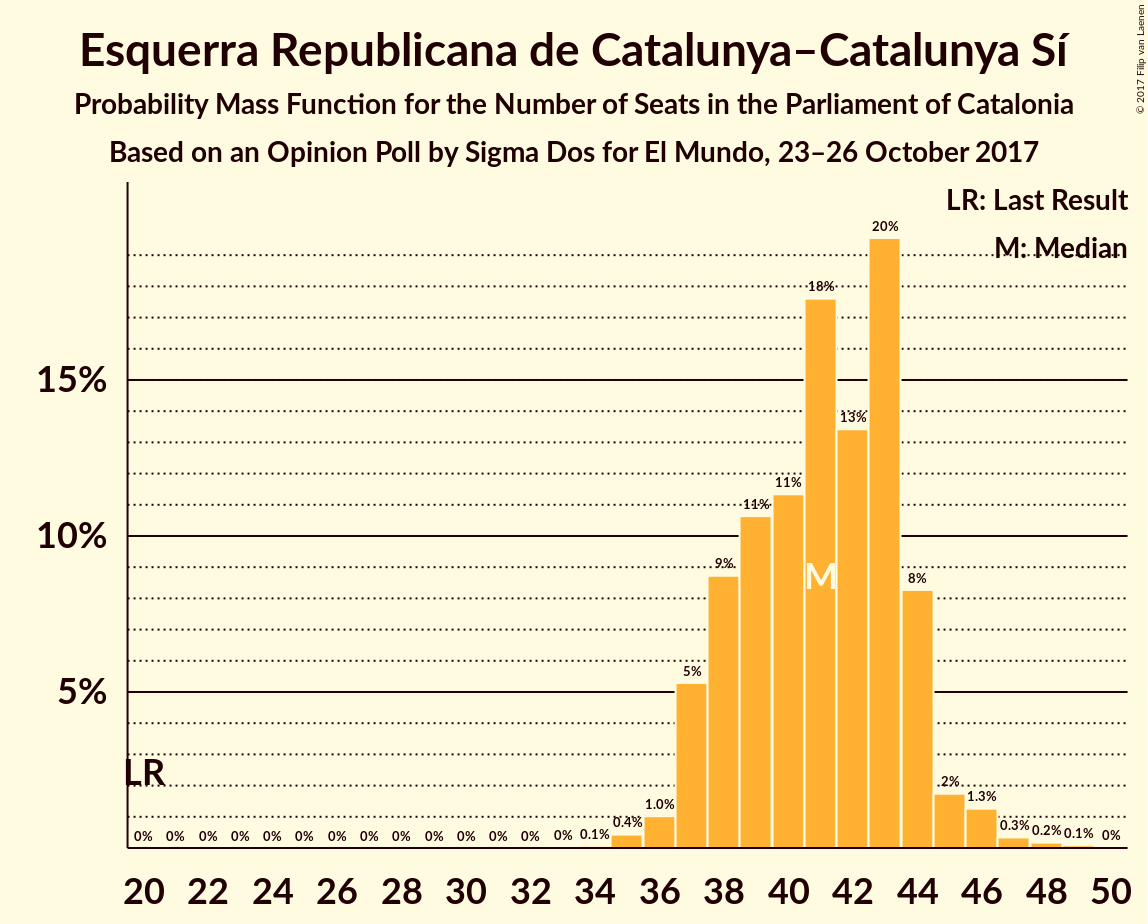 Esquerra Republicana de Catalunya–Catalunya Sí
Probability Mass Function for the Number of Seats in the Parliament of Catalonia
Based on an Opinion Poll by Sigma Dos for El Mundo, 23–26 October 2017
© 2017 Filip van Laenen
LR: Last Result
M: Median
20%
18%
15%
13%
11%
11%
10%
9%
8%
M
5%
5%
LR
2%
1.3%
1.0%
0.4%
0.3%
0.2%
0.1%
0.1%
0% 0% 0% 0% 0% 0% 0% 0% 0% 0% 0% 0% 0% 0% 0%
20 22 24 26 28 30 32 34 36 38 40 42 44 46 48 50